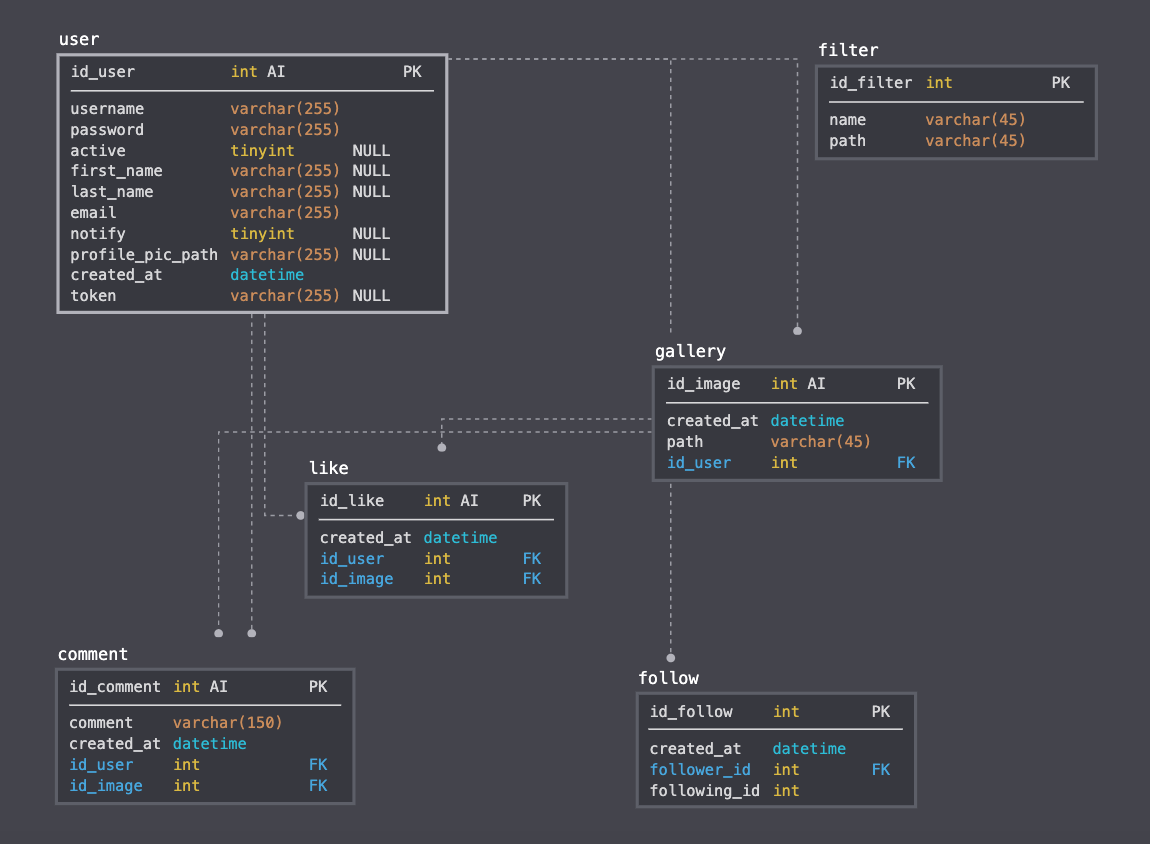 user
id_user int AI PK
username varchar(255)
password varchar(255)
active tinyint NULL
first_name varchar(255) NULL
last_name varchar(255) NULL
email varchar(255)
notify tinyint NULL
profile_pic_path varchar(255) NULL
created_at datetime
token varchar(255) NULL
filter
id_filter int PK
name varchar(45)
path varchar(45)
gallery
id_image int AI PK
created_at datetime
path varchar(45)
id_user int FK
like
id_like int AI PK
created_at datetime
id_user int FK
id_image int FK
comment
id_comment int AI PK
comment varchar(150)
created_at datetime
id_user int FK
id_image int FK
follow
id_follow int PK
created_at datetime
follower_id int FK
following_id int